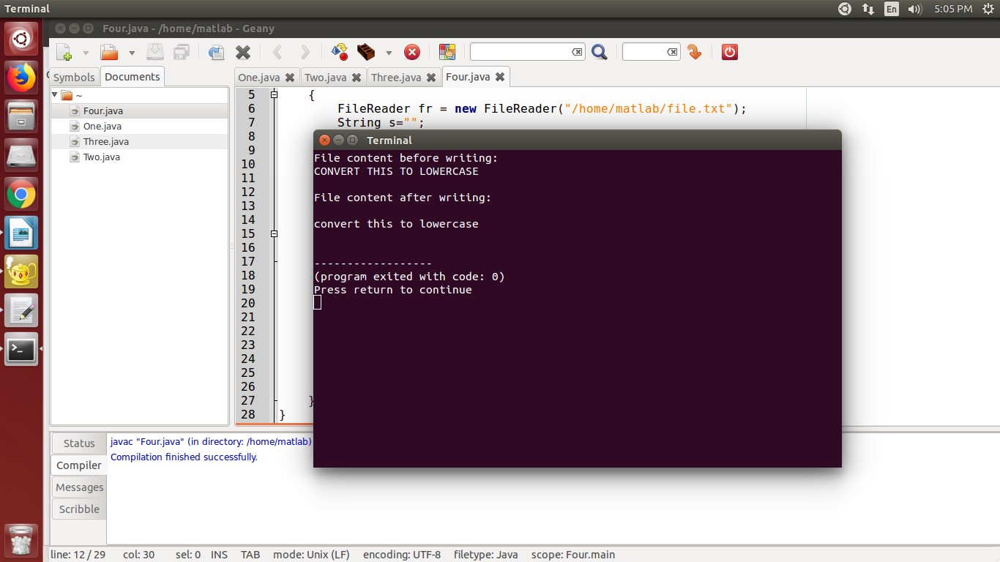 Terminal
En
5:05 PM
Four.java - /home/matlab - Geany
Symbols
Documents
One.java
Two.java
Three.java
Four.java
~
Four.java
One.java
Three.java
Two.java
5 {
6 FileReader fr = new FileReader("/home/matlab/file.txt");
7 String s="";
8
9
10
11
12
13
14
15
16
17
18
19
20
21
22
23
24
25
26
27 }
28 }
Terminal
File content before writing:
CONVERT THIS TO LOWERCASE
File content after writing:
convert this to lowercase
------------------
(program exited with code: 0)
Press return to continue
Status
Compiler
Messages
Scribble
javac "Four.java" (in directory: /home/matlab)
Compilation finished successfully.
line: 12 / 29 col: 30 sel: 0 INS TAB mode: Unix (LF) encoding: UTF-8 filetype: Java scope: Four.main